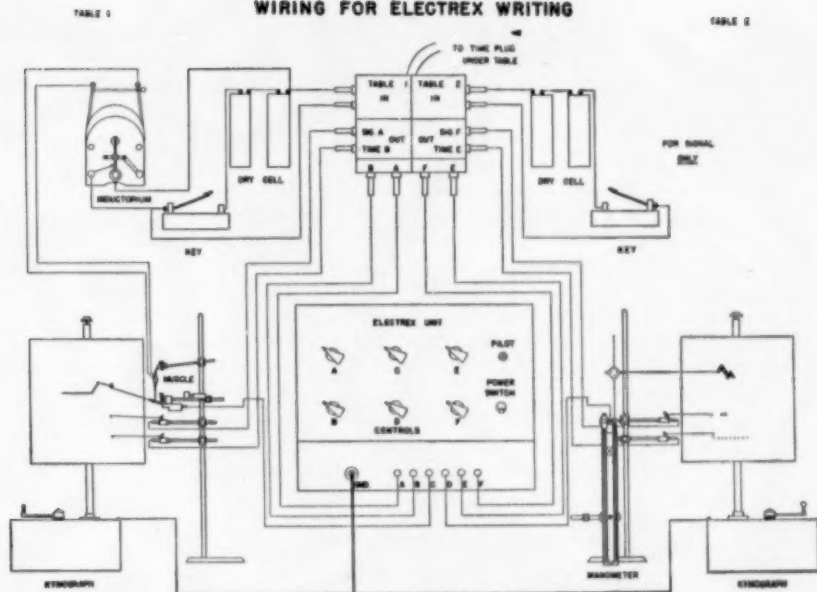 WIRING FOR ELECTREX WRITING
TABLE 1
TABLE 2
TO TIME PLUG
UNDER TABLE
TABLE 1
IN
TABLE 2
IN
SIG. A
OUT
TIME B
SIG. F
OUT
TIME E
B A F E
DRY CELL
DRY CELL
FOR SIGNAL
ONLY
INDUCTORIUM
KEY
KEY
ELECTREX UNIT
PILOT
A C E
POWER
SWITCH
MUSCLE
B D F
CONTROLS
GND.
A B C D E F
KYMOGRAPH
MANOMETER
KYMOGRAPH